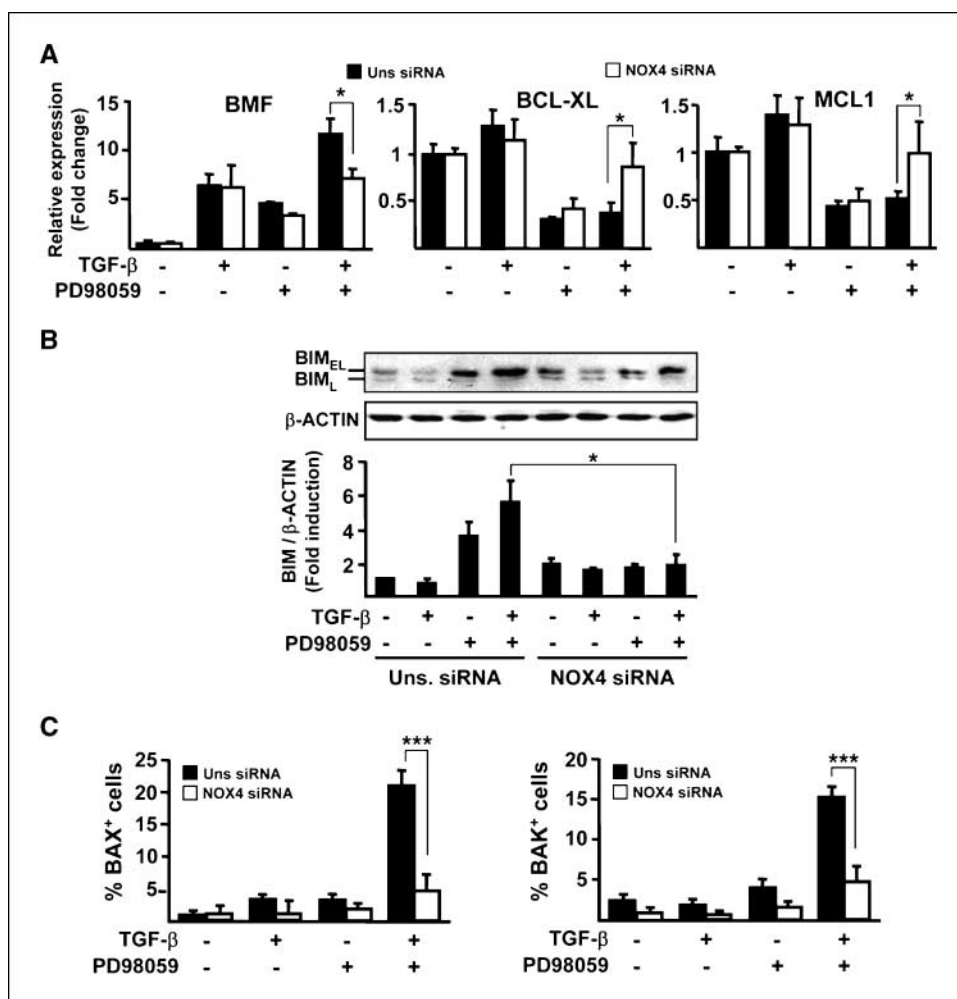 A
Uns siRNA NOX4 siRNA
BMF BCL-XL MCL1
Relative expression
(Fold change)
15 10 5
1.5 1 0.5
1.5 1 0.5
* * *
TGF-β - + - + - + - + - + - +
PD98059 - - + + - - + + - - + +
B
BIMEL
BIML
β-ACTIN
BIM / β-ACTIN
(Fold induction)
8
6
4
2
*
TGF-β - + - + - + - +
PD98059 - - + + - - + +
Uns. siRNA NOX4 siRNA
C
% BAX+ cells
25
20
15
10
5
Uns siRNA
NOX4 siRNA
***
TGF-β - + - +
PD98059 - - + +
% BAK+ cells
20
15
10
5
Uns siRNA
NOX4 siRNA
***
TGF-β - + - +
PD98059 - - + +